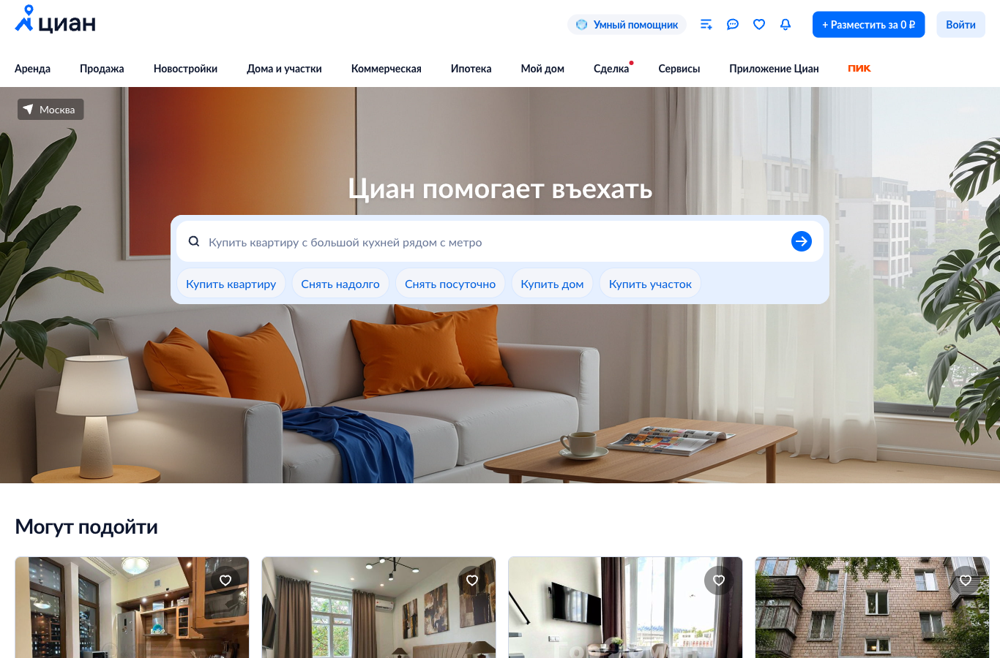 циан
Умный помощник
+ Разместить за 0 ₽
Войти
Аренда
Продажа
Новостройки
Дома и участки
Коммерческая
Ипотека
Мой дом
Сделка
Сервисы
Приложение Циан
ПИК
Москва
Циан помогает въехать
Купить квартиру с большой кухней рядом с метро
Купить квартиру
Снять надолго
Снять посуточно
Купить дом
Купить участок
Могут подойти